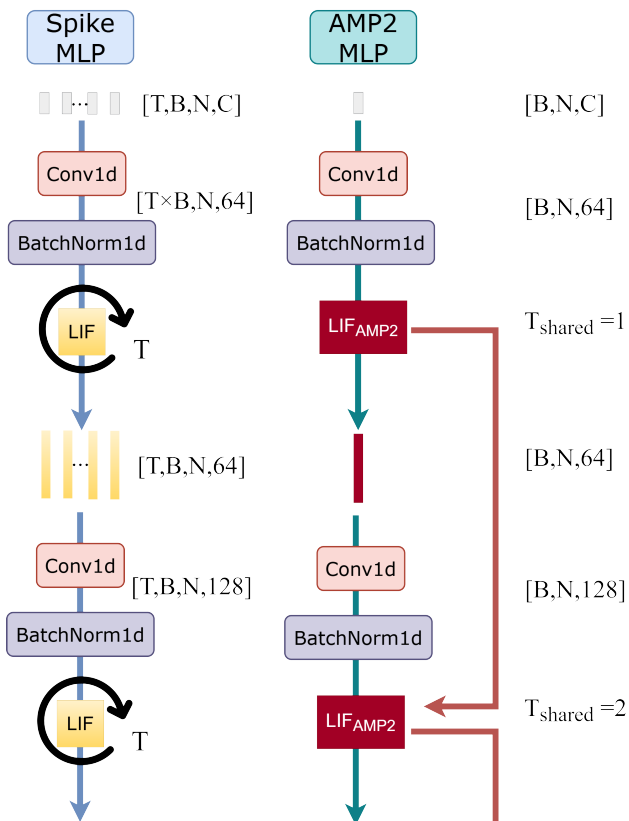 Spike
MLP
AMP2
MLP
... [T,B,N,C]
[B,N,C]
Conv1d
Conv1d
[T×B,N,64]
[B,N,64]
BatchNorm1d
BatchNorm1d
LIF
T
LIF_AMP2
T_shared =1
... [T,B,N,64]
[B,N,64]
Conv1d
Conv1d
[T,B,N,128]
[B,N,128]
BatchNorm1d
BatchNorm1d
LIF
T
LIF_AMP2
T_shared =2